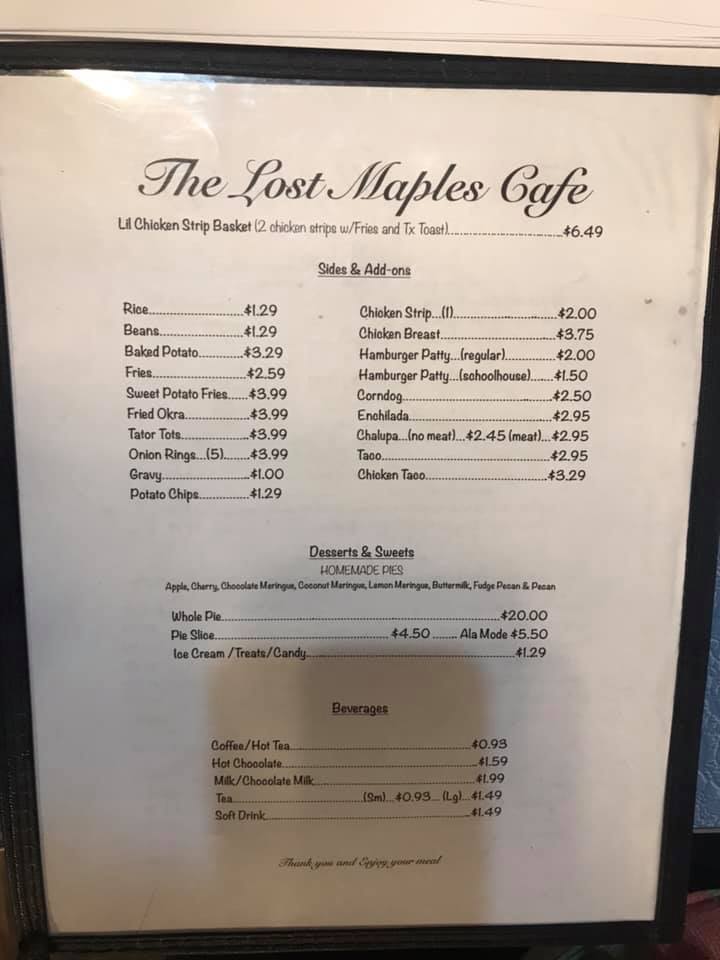 The Lost Maples Cafe
Lil Chicken Strip Basket (2 chicken strips w/Fries and Tx Toast)..............................$6.49
Sides & Add-ons
Rice........................$1.29
Beans.....................$1.29
Baked Potato...........$3.29
Fries........................$2.59
Sweet Potato Fries.....$3.99
Fried Okra................$3.99
Tator Tots.................$3.99
Onion Rings...(5).......$3.99
Gravy......................$1.00
Potato Chips.............$1.29
Chicken Strip...(1)..........................$2.00
Chicken Breast.............................$3.75
Hamburger Patty...(regular).............$2.00
Hamburger Patty...(schoolhouse)......$1.50
Corndog.......................................$2.50
Enchilada.....................................$2.95
Chalupa...(no meat)...$2.45 (meat)...$2.95
Taco...........................................$2.95
Chicken Taco...............................$3.29
Desserts & Sweets
HOMEMADE PIES
Apple, Cherry, Chocolate Meringue, Coconut Meringue, Lemon Meringue, Buttermilk, Fudge Pecan & Pecan
Whole Pie......................................................................$20.00
Pie Slice............................................$4.50.......Ala Mode $5.50
Ice Cream /Treats/Candy....................................................$1.29
Beverages
Coffee/Hot Tea.............................................$0.93
Hot Chocolate................................................$1.59
Milk/Chocolate Milk.........................................$1.99
Tea................................(Sm)...$0.93...(Lg)...$1.49
Soft Drink....................................................$1.49
Thank you and Enjoy your meal